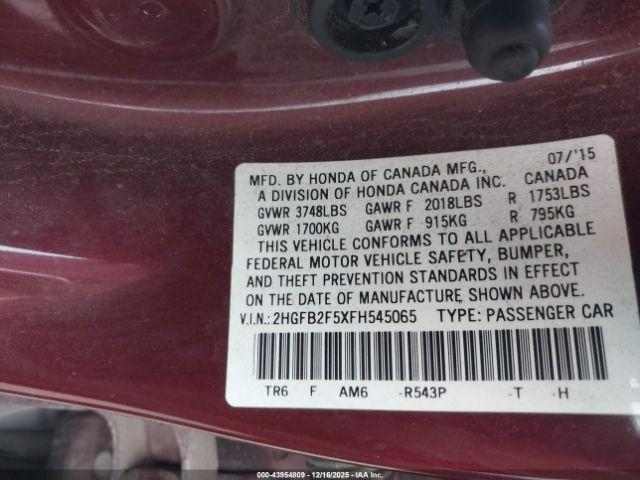 07/'15
MFD. BY HONDA OF CANADA MFG., CANADA
A DIVISION OF HONDA CANADA INC.
GVWR 3748LBS GAWR F 2018LBS R 1753LBS
GVWR 1700KG GAWR F 915KG R 795KG
THIS VEHICLE CONFORMS TO ALL APPLICABLE
FEDERAL MOTOR VEHICLE SAFETY, BUMPER,
AND THEFT PREVENTION STANDARDS IN EFFECT
ON THE DATE OF MANUFACTURE SHOWN ABOVE.
V.I.N.: 2HGFB2F5XFH545065 TYPE: PASSENGER CAR
TR6 F AM6 -R543P -T -H
000-43954809 - 12/16/2025 - IAAI.COM